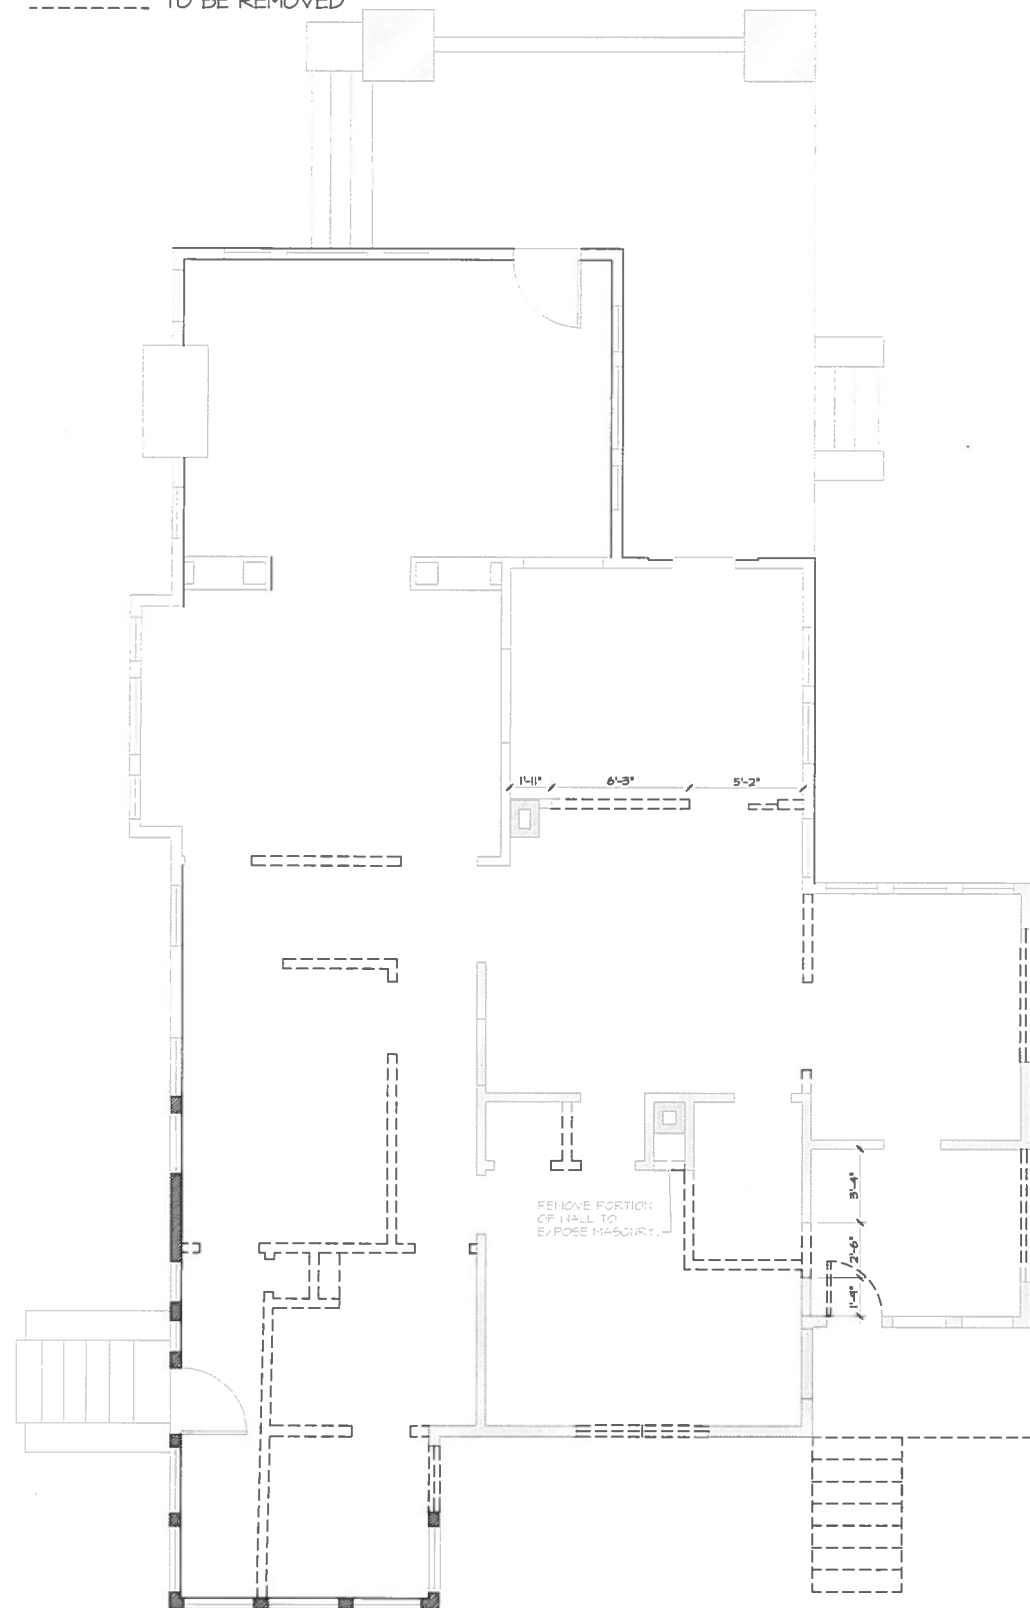 TO BE REMOVED
1'-11"
6'-3"
5'-2"
REMOVE PORTION
OF WALL TO
EXPOSE MASONRY.
3'-4"
2'-6"
1'-4"